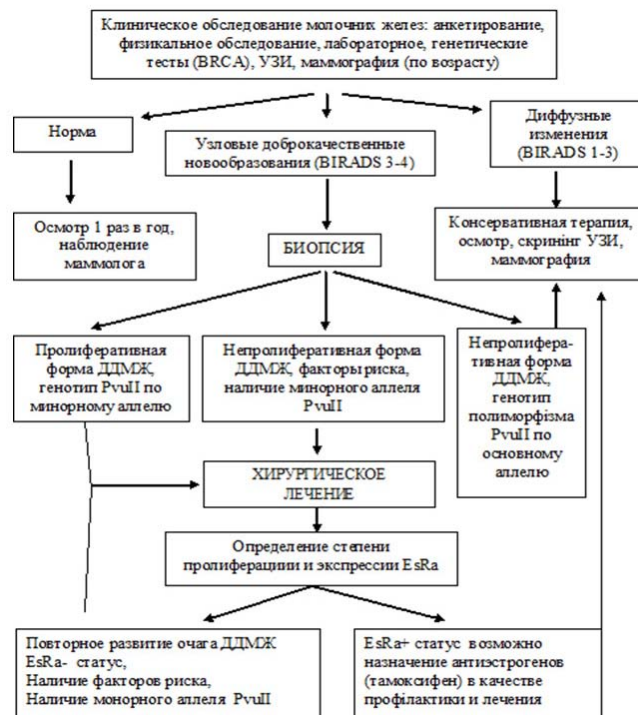 Клиническое обследование молочних желез: анкетирование,
физикальное обследование, лабораторное, генетические
тесты (BRCA), УЗИ, маммография (по возрасту)
Норма
Узловые доброкачественные
новообразования (BIRADS 3-4)
Диффузные
изменения
(BIRADS 1-3)
Осмотр 1 раз в год,
наблюдение
маммолога
БИОПСИЯ
Консервативная терапия,
осмотр, скринінг УЗИ,
маммография
Пролиферативная
форма ДДМЖ,
генотип PvuII по
минорному аллелю
Непролиферативная форма
ДДМЖ, факторы риска,
наличие минорного аллеля
PvuII
Непролифера-
тивная форма
ДДМЖ,
генотип
полиморфізма
PvuII по
основному
аллелю
ХИРУРГИЧЕСКОЕ
ЛЕЧЕНИЕ
Определение степени
пролиферациии и экспрессии EsRa
Повторное развитие очага ДДМЖ
EsRa- статус,
Наличие факторов риска,
Наличие монорного аллеля PvuII
EsRa+ статус возможно
назначение антиэстрогенов
(тамоксифен) в качестве
профилактики и лечения